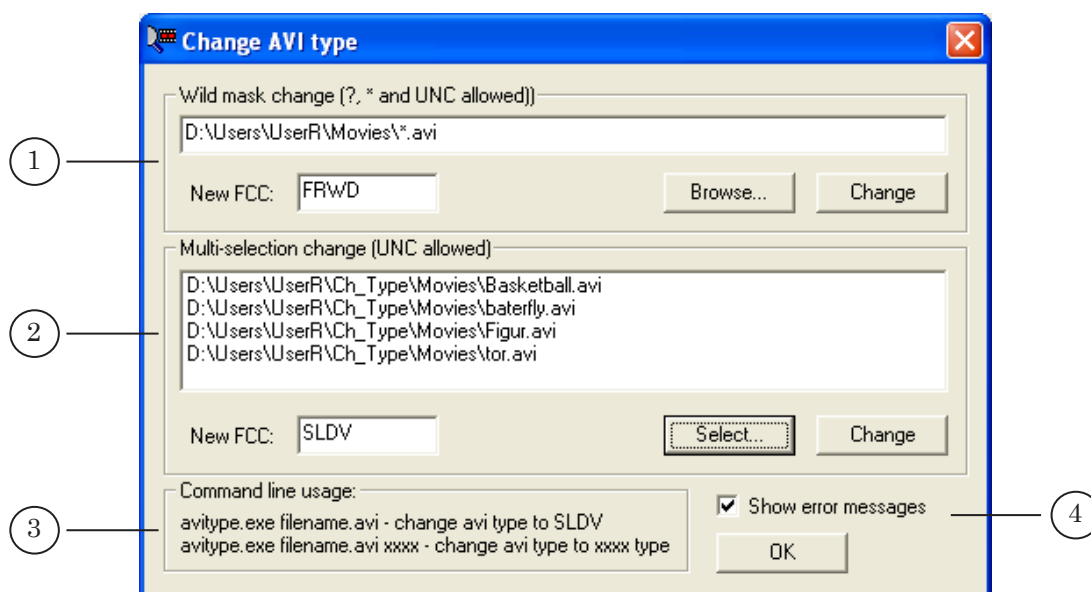 Change AVI type
Wild mask change (?, * and UNC allowed))
D:\Users\UserR\Movies\*.avi
1
New FCC: FRWD Browse... Change
Multi-selection change (UNC allowed)
D:\Users\UserR\Ch_Type\Movies\Basketball.avi
D:\Users\UserR\Ch_Type\Movies\baterfly.avi
2
D:\Users\UserR\Ch_Type\Movies\Figur.avi
D:\Users\UserR\Ch_Type\Movies\tor.avi
New FCC: SLDV Select... Change
Command line usage:
Show error messages
4
3
avitype.exe filename.avi - change avi type to SLDV
avitype.exe filename.avi xxxx - change avi type to xxxx type
OK